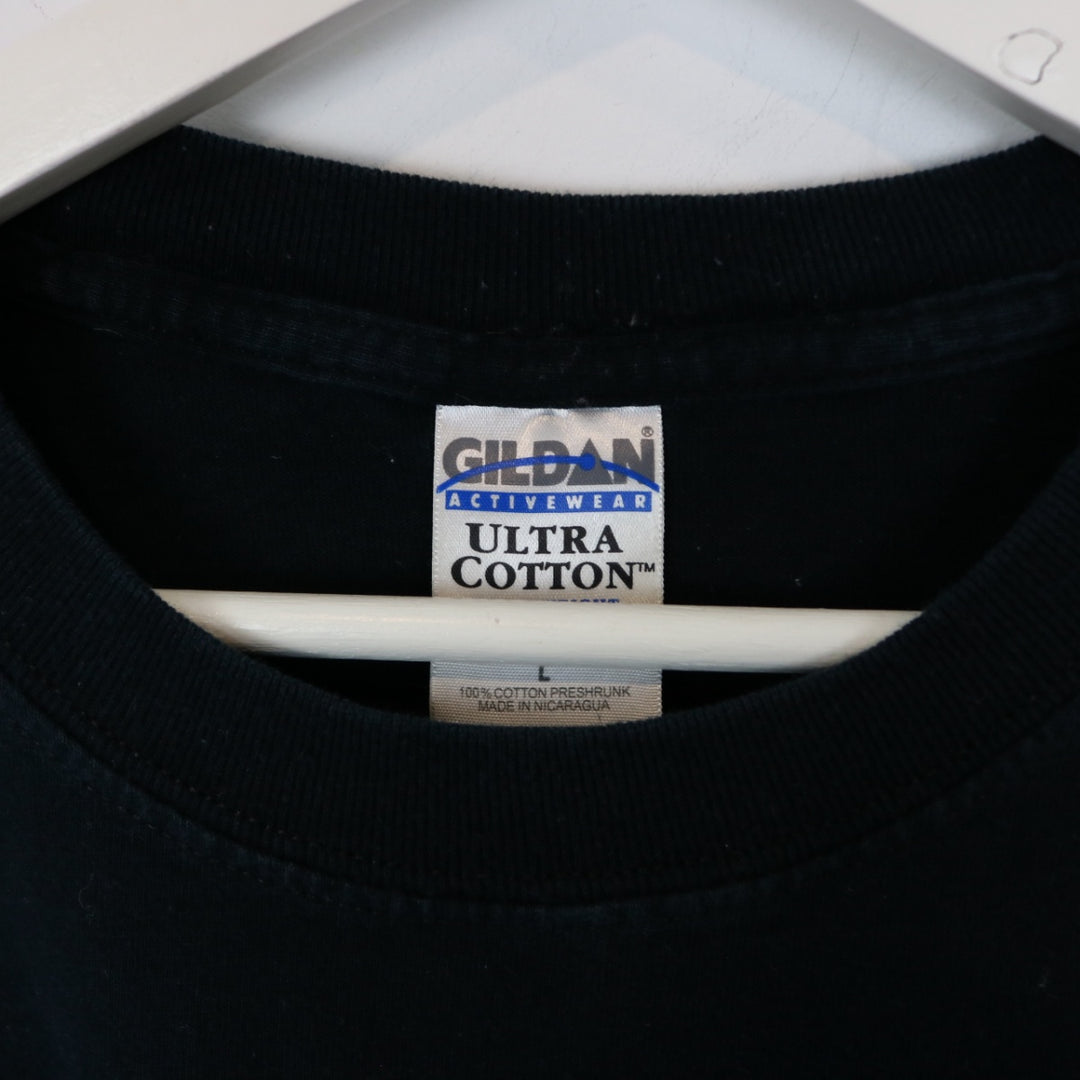 GILDAN®
ACTIVEWEAR
ULTRA
COTTON™
L
100% COTTON PRESHRUNK
MADE IN NICARAGUA